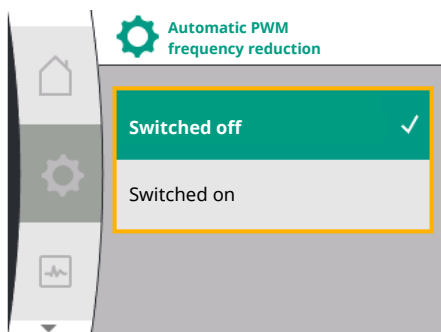 Automatic PWM
frequency reduction
Switched off
Switched on